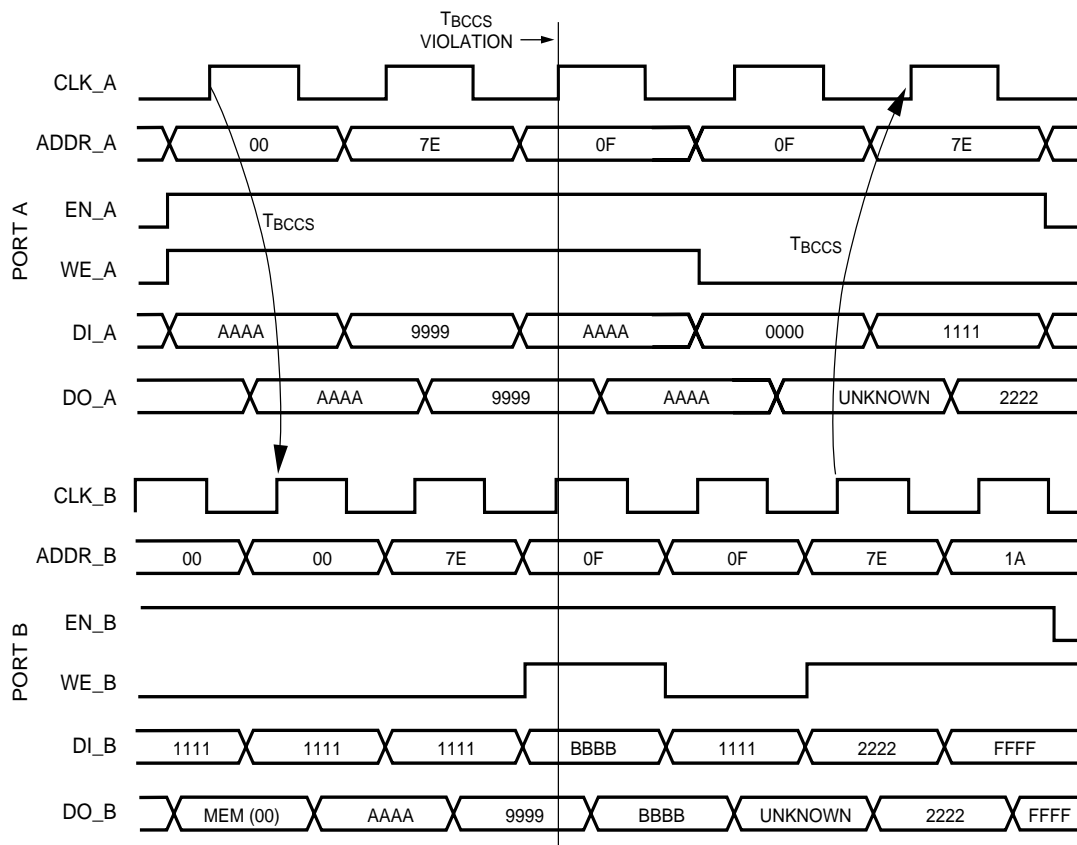 TBCCS
VIOLATION
CLK_A
ADDR_A 00 7E 0F 0F 7E
EN_A
TBCCS TBCCS
PORT A
WE_A
DI_A AAAA 9999 AAAA 0000 1111
DO_A AAAA 9999 AAAA UNKNOWN 2222
CLK_B
ADDR_B 00 00 7E 0F 0F 7E 1A
EN_B
PORT B
WE_B
DI_B 1111 1111 1111 BBBB 1111 2222 FFFF
DO_B MEM (00) AAAA 9999 BBBB UNKNOWN 2222 FFFF